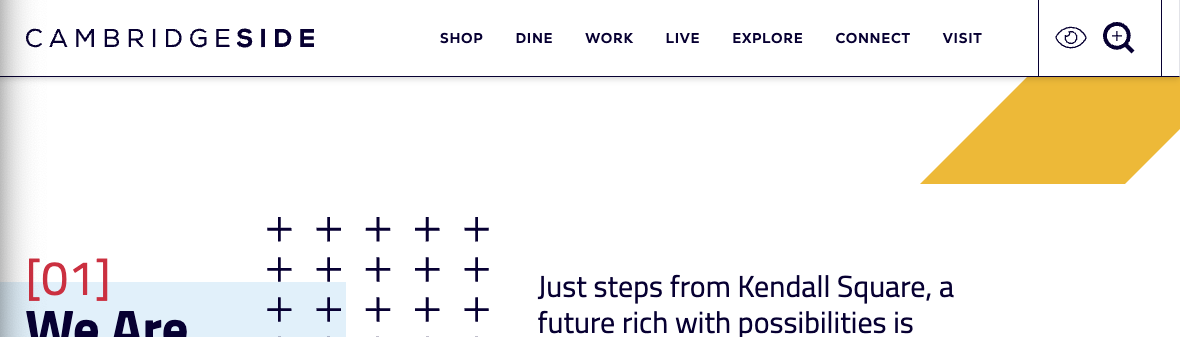 CAMBRIDGESIDE
SHOP DINE WORK LIVE EXPLORE CONNECT VISIT
[01]
We Are
Just steps from Kendall Square, a
future rich with possibilities is